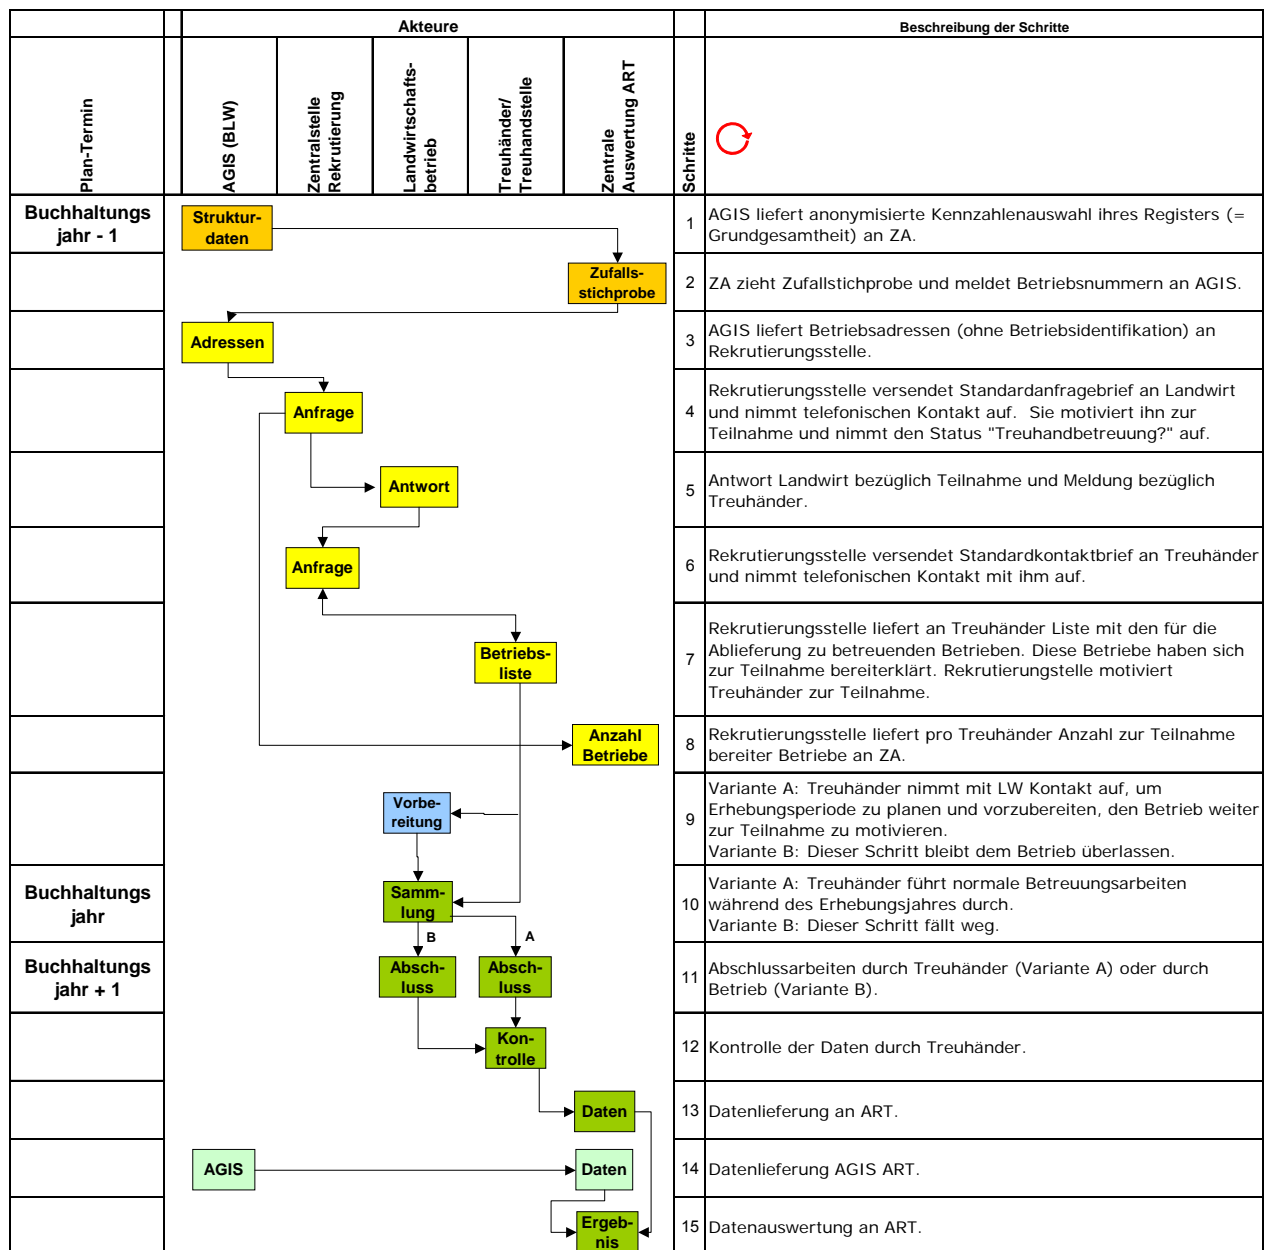 Akteure
Beschreibung der Schritte
Plan-Termin
AGIS (BLW)
Zentralstelle
Rekrutierung
Landwirtschafts-
betrieb
Treuhänder/
Treuhandstelle
Zentrale
Auswertung ART
Schritte
Buchhaltungs
jahr - 1
Struktur-
daten
1
AGIS liefert anonymisierte Kennzahlenauswahl ihres Registers (=
Grundgesamtheit) an ZA.
Zufalls-
stichprobe
2
ZA zieht Zufallstichprobe und meldet Betriebsnummern an AGIS.
Adressen
3
AGIS liefert Betriebsadressen (ohne Betriebsidentifikation) an
Rekrutierungsstelle.
Anfrage
4
Rekrutierungsstelle versendet Standardanfragebrief an Landwirt
und nimmt telefonischen Kontakt auf.  Sie motiviert ihn zur
Teilnahme und nimmt den Status "Treuhandbetreuung?" auf.
Antwort
5
Antwort Landwirt bezüglich Teilnahme und Meldung bezüglich
Treuhänder.
Anfrage
6
Rekrutierungsstelle versendet Standardkontaktbrief an Treuhänder
und nimmt telefonischen Kontakt mit ihm auf.
Betriebs-
liste
7
Rekrutierungsstelle liefert an Treuhänder Liste mit den für die
Ablieferung zu betreuenden Betrieben. Diese Betriebe haben sich
zur Teilnahme bereiterklärt. Rekrutierungstelle motiviert
Treuhänder zur Teilnahme.
Anzahl
Betriebe
8
Rekrutierungsstelle liefert pro Treuhänder Anzahl zur Teilnahme
bereiter Betriebe an ZA.
Vorbe-
reitung
9
Variante A: Treuhänder nimmt mit LW Kontakt auf, um
Erhebungsperiode zu planen und vorzubereiten, den Betrieb weiter
zur Teilnahme zu motivieren.
Variante B: Dieser Schritt bleibt dem Betrieb überlassen.
Buchhaltungs
jahr
Samm-
lung
B
A
10
Variante A: Treuhänder führt normale Betreuungsarbeiten
während des Erhebungsjahres durch.
Variante B: Dieser Schritt fällt weg.
Buchhaltungs
jahr + 1
Absch-
luss
Absch-
luss
11
Abschlussarbeiten durch Treuhänder (Variante A) oder durch
Betrieb (Variante B).
Kon-
trolle
12
Kontrolle der Daten durch Treuhänder.
Daten
13
Datenlieferung an ART.
AGIS
Daten
14
Datenlieferung AGIS ART.
Ergeb-
nis
15
Datenauswertung an ART.